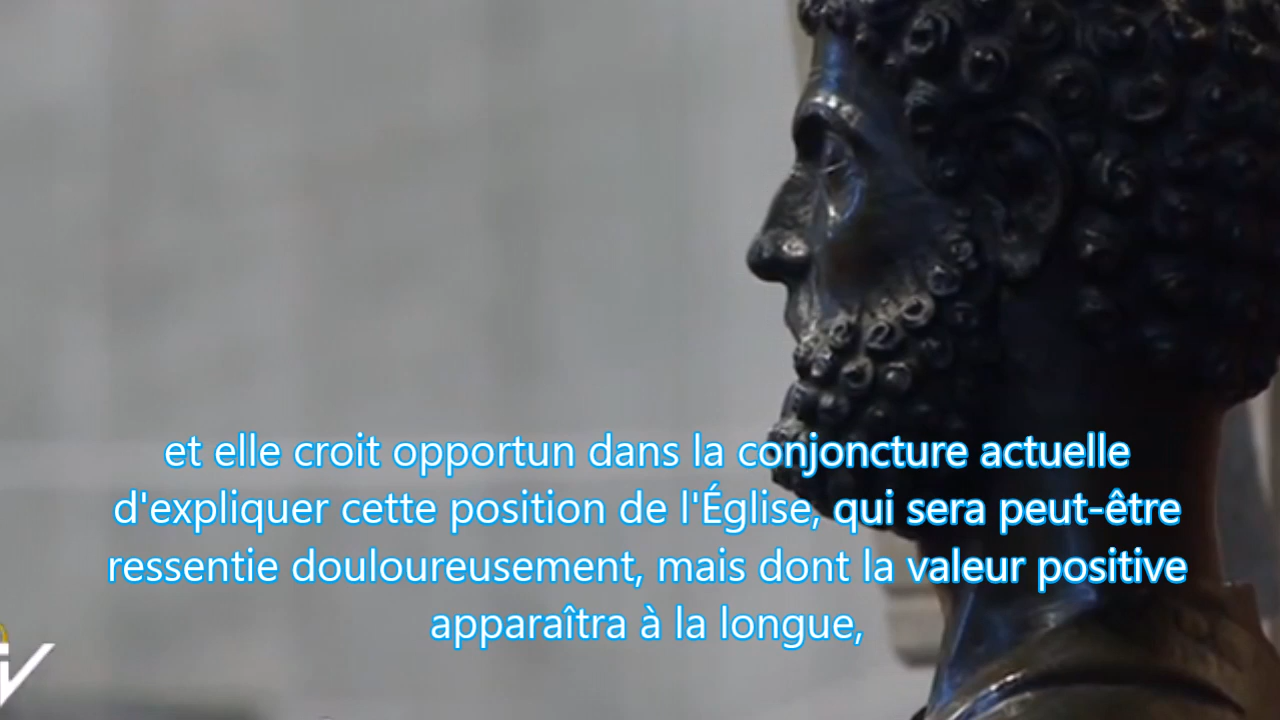 et elle croit opportun dans la conjoncture actuelle
d'expliquer cette position de l'Église, qui sera peut-être
ressentie douloureusement, mais dont la valeur positive
apparaîtra à la longue,